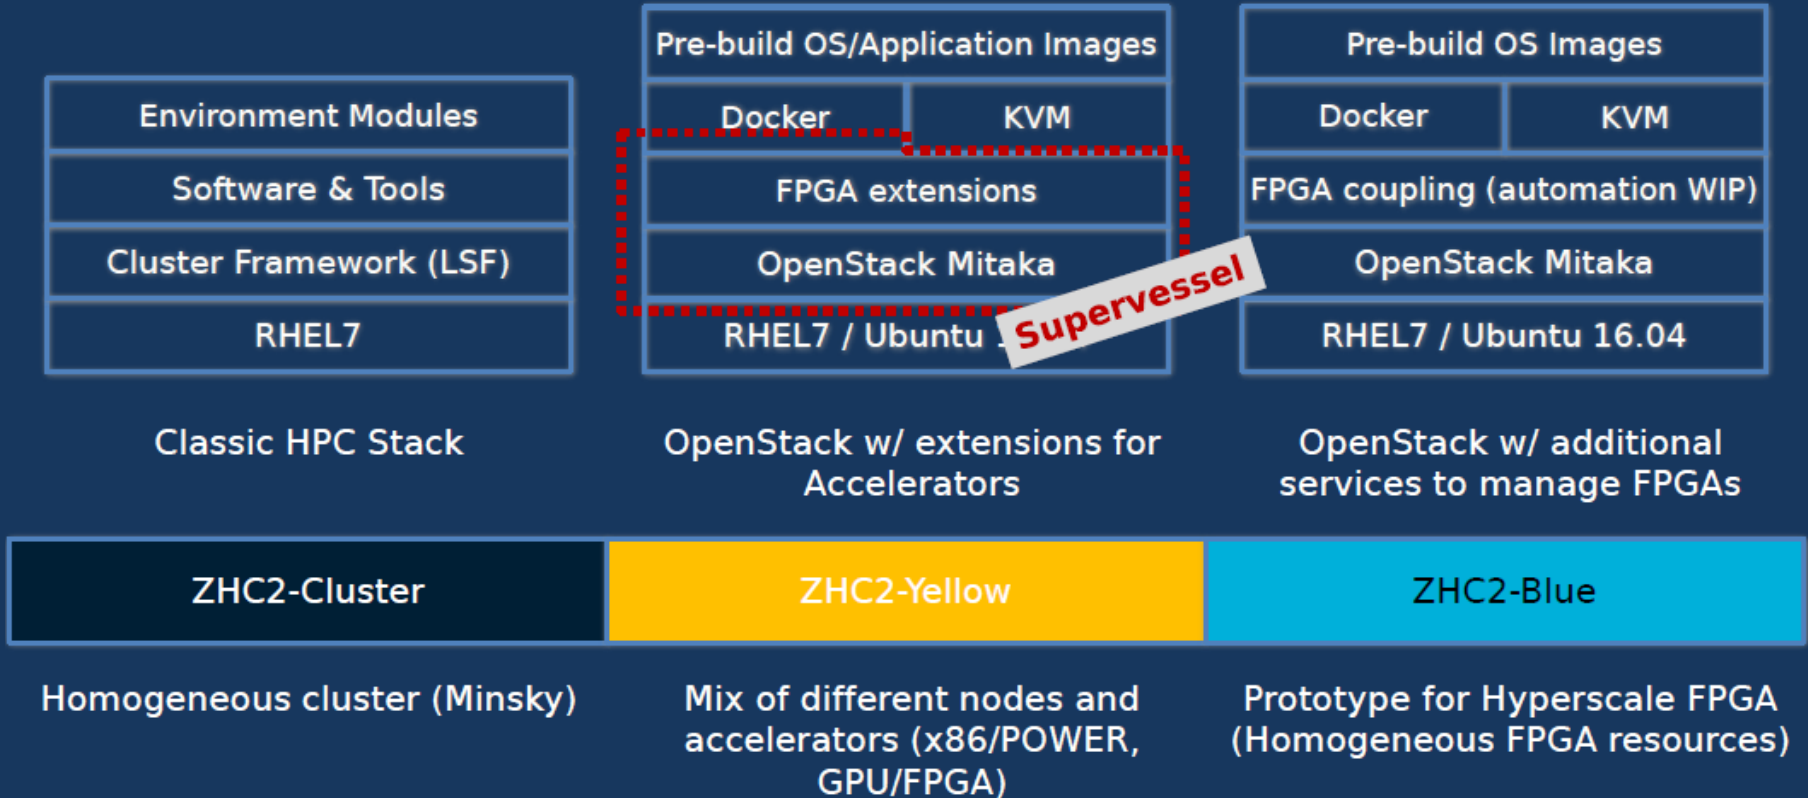 Environment Modules
Software & Tools
Cluster Framework (LSF)
RHEL7
Classic HPC Stack
Pre-build OS/Application Images
Docker
KVM
FPGA extensions
OpenStack Mitaka
RHEL7 / Ubuntu
Supervessel
OpenStack w/ extensions for
Accelerators
Pre-build OS Images
Docker
KVM
FPGA coupling (automation WIP)
OpenStack Mitaka
RHEL7 / Ubuntu 16.04
OpenStack w/ additional
services to manage FPGAs
ZHC2-Cluster
ZHC2-Yellow
ZHC2-Blue
Homogeneous cluster (Minsky)
Mix of different nodes and
accelerators (x86/POWER,
GPU/FPGA)
Prototype for Hyperscale FPGA
(Homogeneous FPGA resources)